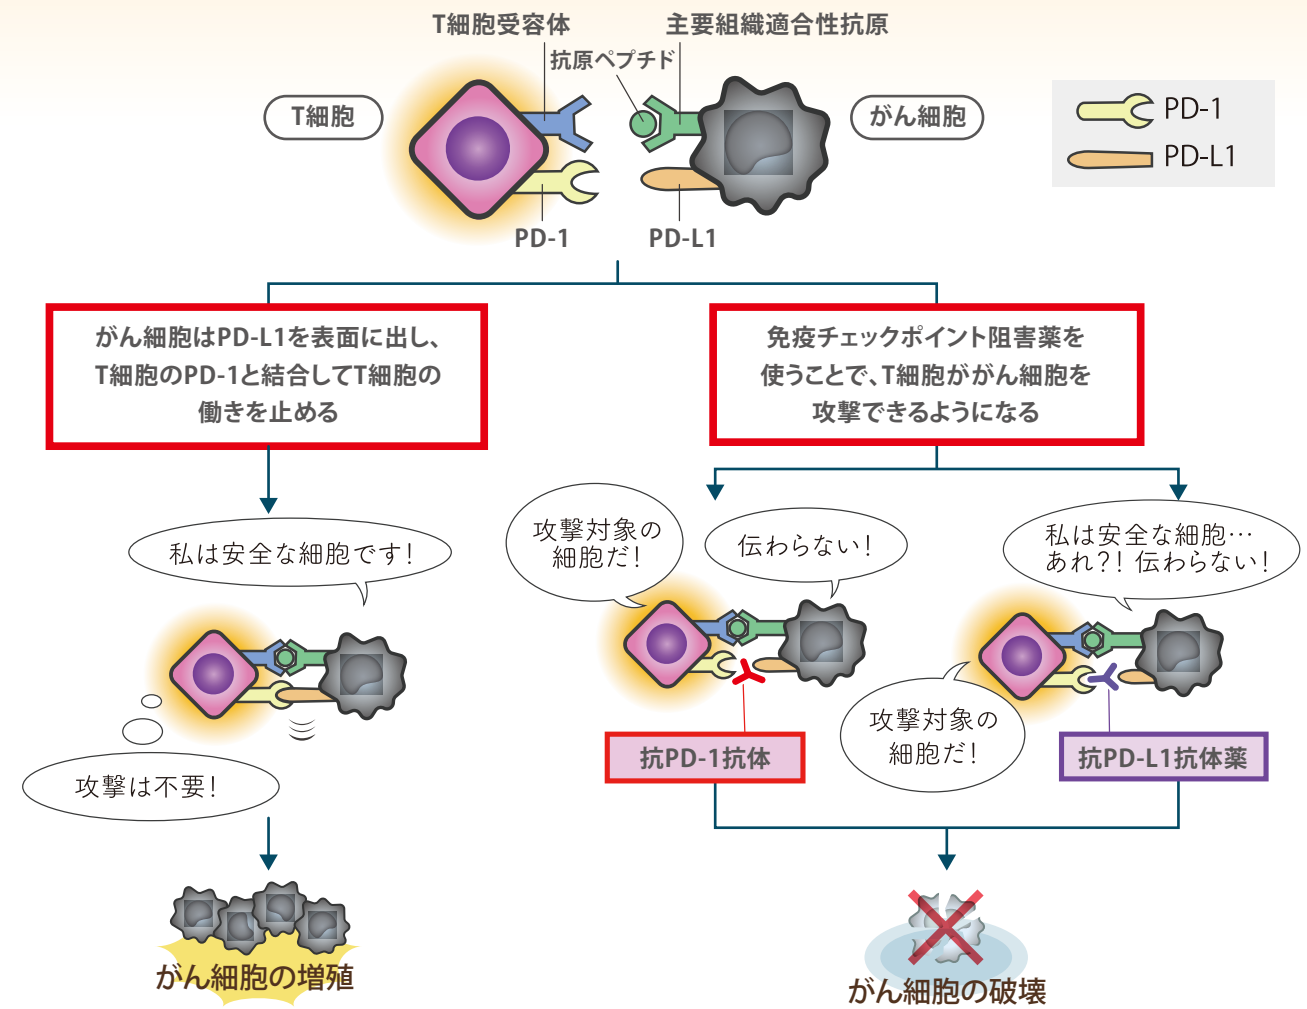 T細胞受容体
主要組織適合性抗原
抗原ペプチド
T細胞
がん細胞
PD-1
PD-L1
PD-1
PD-L1
がん細胞はPD-L1を表面に出し、
T細胞のPD-1と結合してT細胞の
働きを止める
免疫チェックポイント阻害薬を
使うことで、T細胞ががん細胞を
攻撃できるようになる
私は安全な細胞です!
攻撃は不要!
がん細胞の増殖
攻撃対象の
細胞だ!
伝わらない!
抗PD-1抗体
私は安全な細胞…
あれ?! 伝わらない!
攻撃対象の
細胞だ!
抗PD-L1抗体薬
がん細胞の破壊